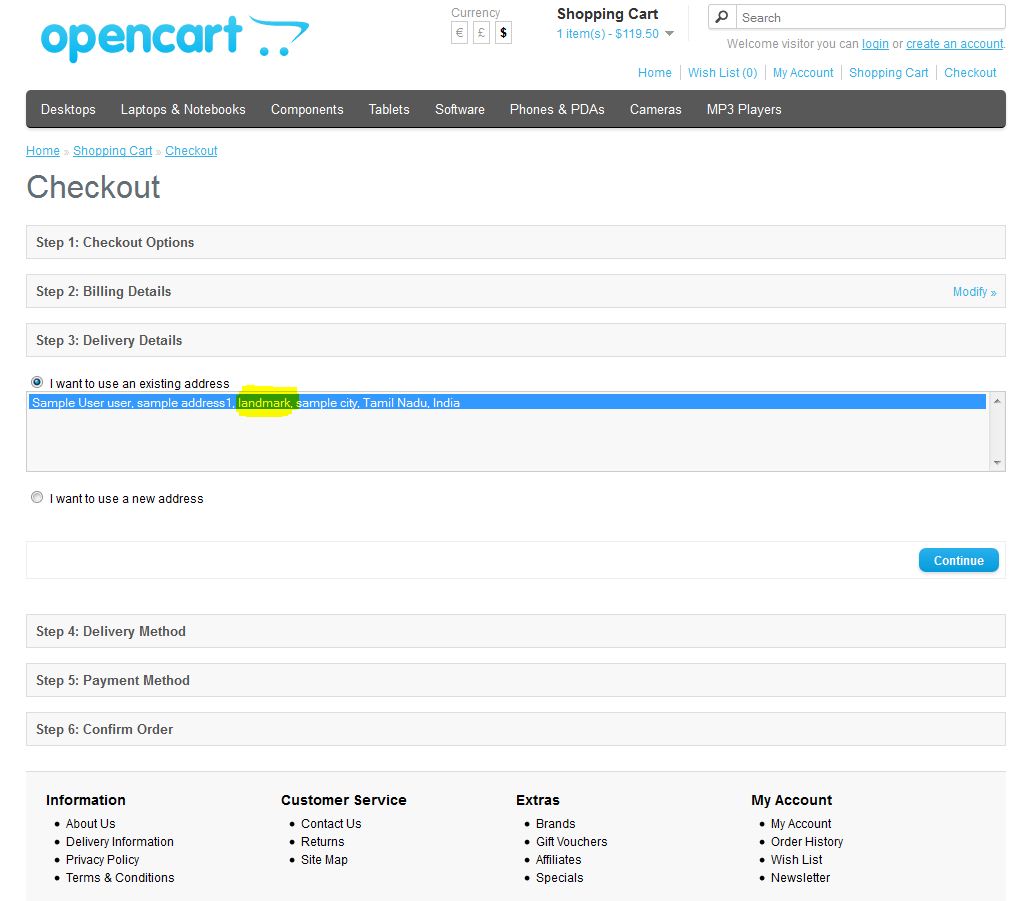 opencart
Currency
€ £ $
Shopping Cart
1 item(s) - $119.50
Search
Welcome visitor you can login or create an account.
Home Wish List (0) My Account Shopping Cart Checkout
Desktops Laptops & Notebooks Components Tablets Software Phones & PDAs Cameras MP3 Players
Home » Shopping Cart » Checkout
Checkout
Step 1: Checkout Options
Step 2: Billing Details Modify »
Step 3: Delivery Details
I want to use an existing address
Sample User user, sample address1, landmark, sample city, Tamil Nadu, India
I want to use a new address
Continue
Step 4: Delivery Method
Step 5: Payment Method
Step 6: Confirm Order
Information
About Us
Delivery Information
Privacy Policy
Terms & Conditions
Customer Service
Contact Us
Returns
Site Map
Extras
Brands
Gift Vouchers
Affiliates
Specials
My Account
My Account
Order History
Wish List
Newsletter